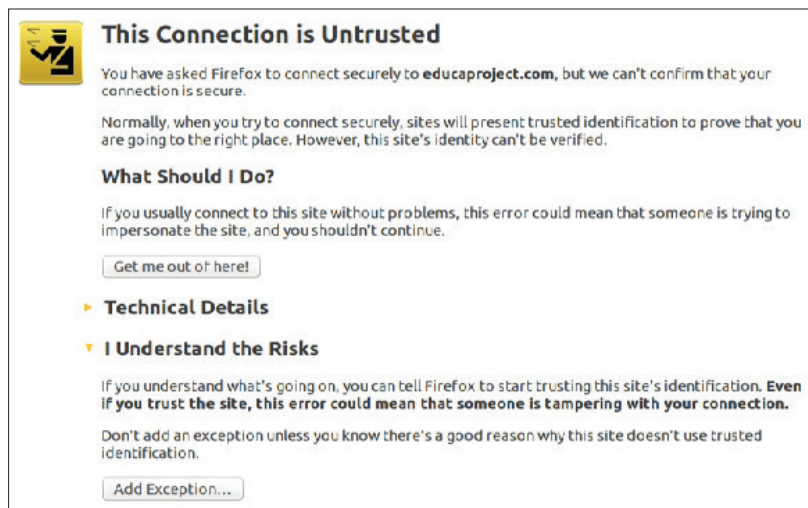 This Connection is Untrusted
You have asked Firefox to connect securely to educaproject.com, but we can't confirm that your
connection is secure.
Normally, when you try to connect securely, sites will present trusted identification to prove that you
are going to the right place. However, this site's identity can't be verified.
What Should I Do?
If you usually connect to this site without problems, this error could mean that someone is trying to
impersonate the site, and you shouldn't continue.
Get me out of here!
Technical Details
I Understand the Risks
If you understand what's going on, you can tell Firefox to start trusting this site's identification. Even
if you trust the site, this error could mean that someone is tampering with your connection.
Don't add an exception unless you know there's a good reason why this site doesn't use trusted
identification.
Add Exception...